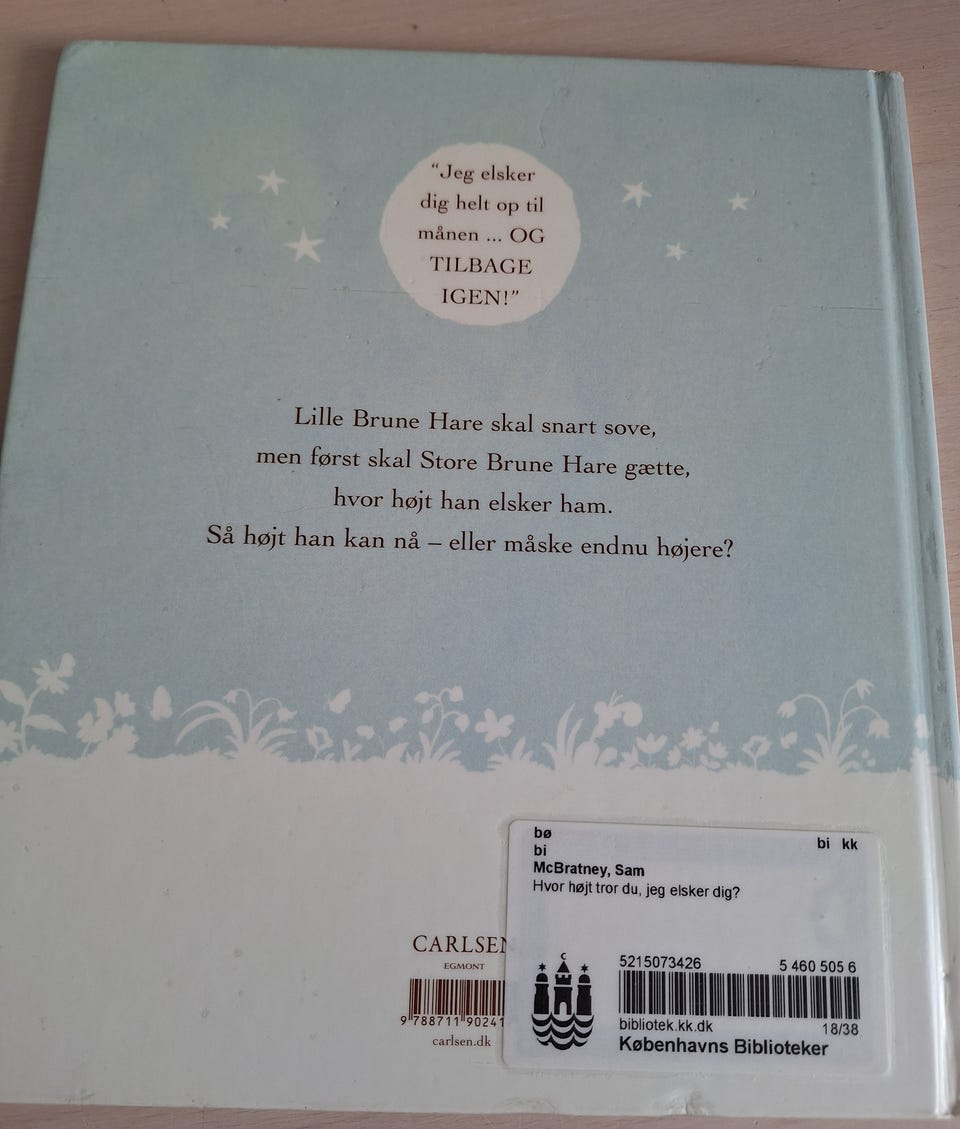 “Jeg elsker
dig helt op til
månen ... OG
TILBAGE
IGEN!”
Lille Brune Hare skal snart sove,
men først skal Store Brune Hare gætte,
hvor højt han elsker ham.
Så højt han kan nå – eller måske endnu højere?
bø
bi kk
bi
McBratney, Sam
Hvor højt tror du, jeg elsker dig?
5215073426 5 460 505 6
bibliotek.kk.dk 18/38
Københavns Biblioteker
CARLSEN
EGMONT
9 788711 90241
carlsen.dk